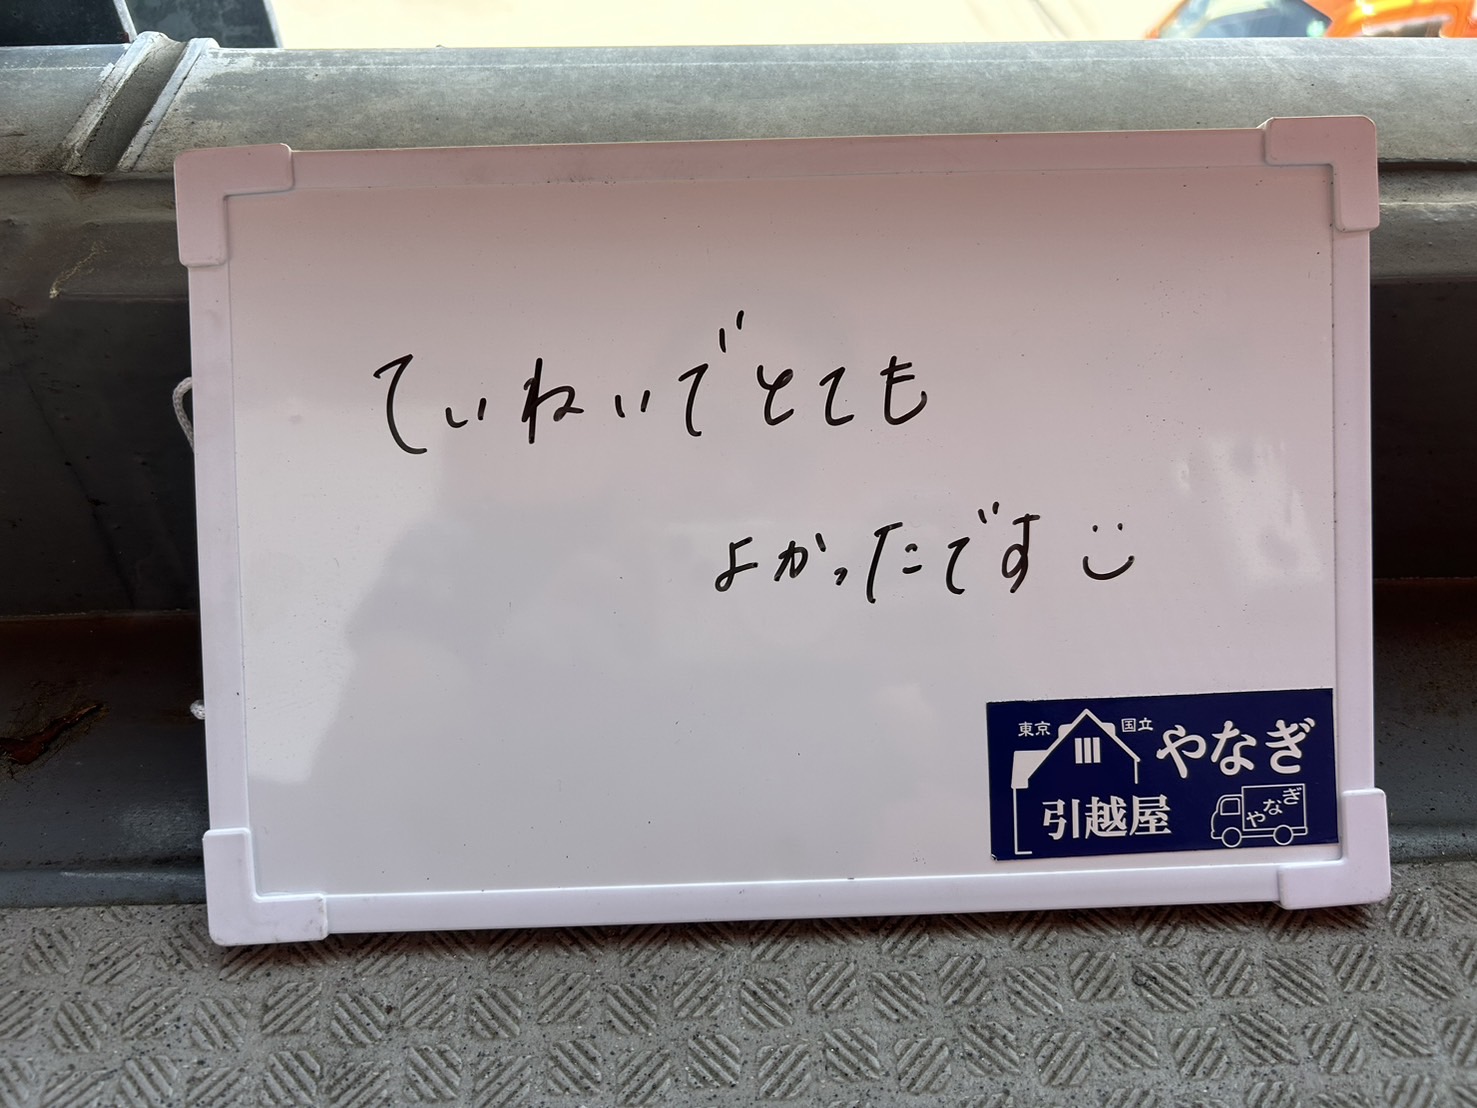 ていねいでとても
よかったです
東京 国立 やなぎ
引越屋
やなぎ